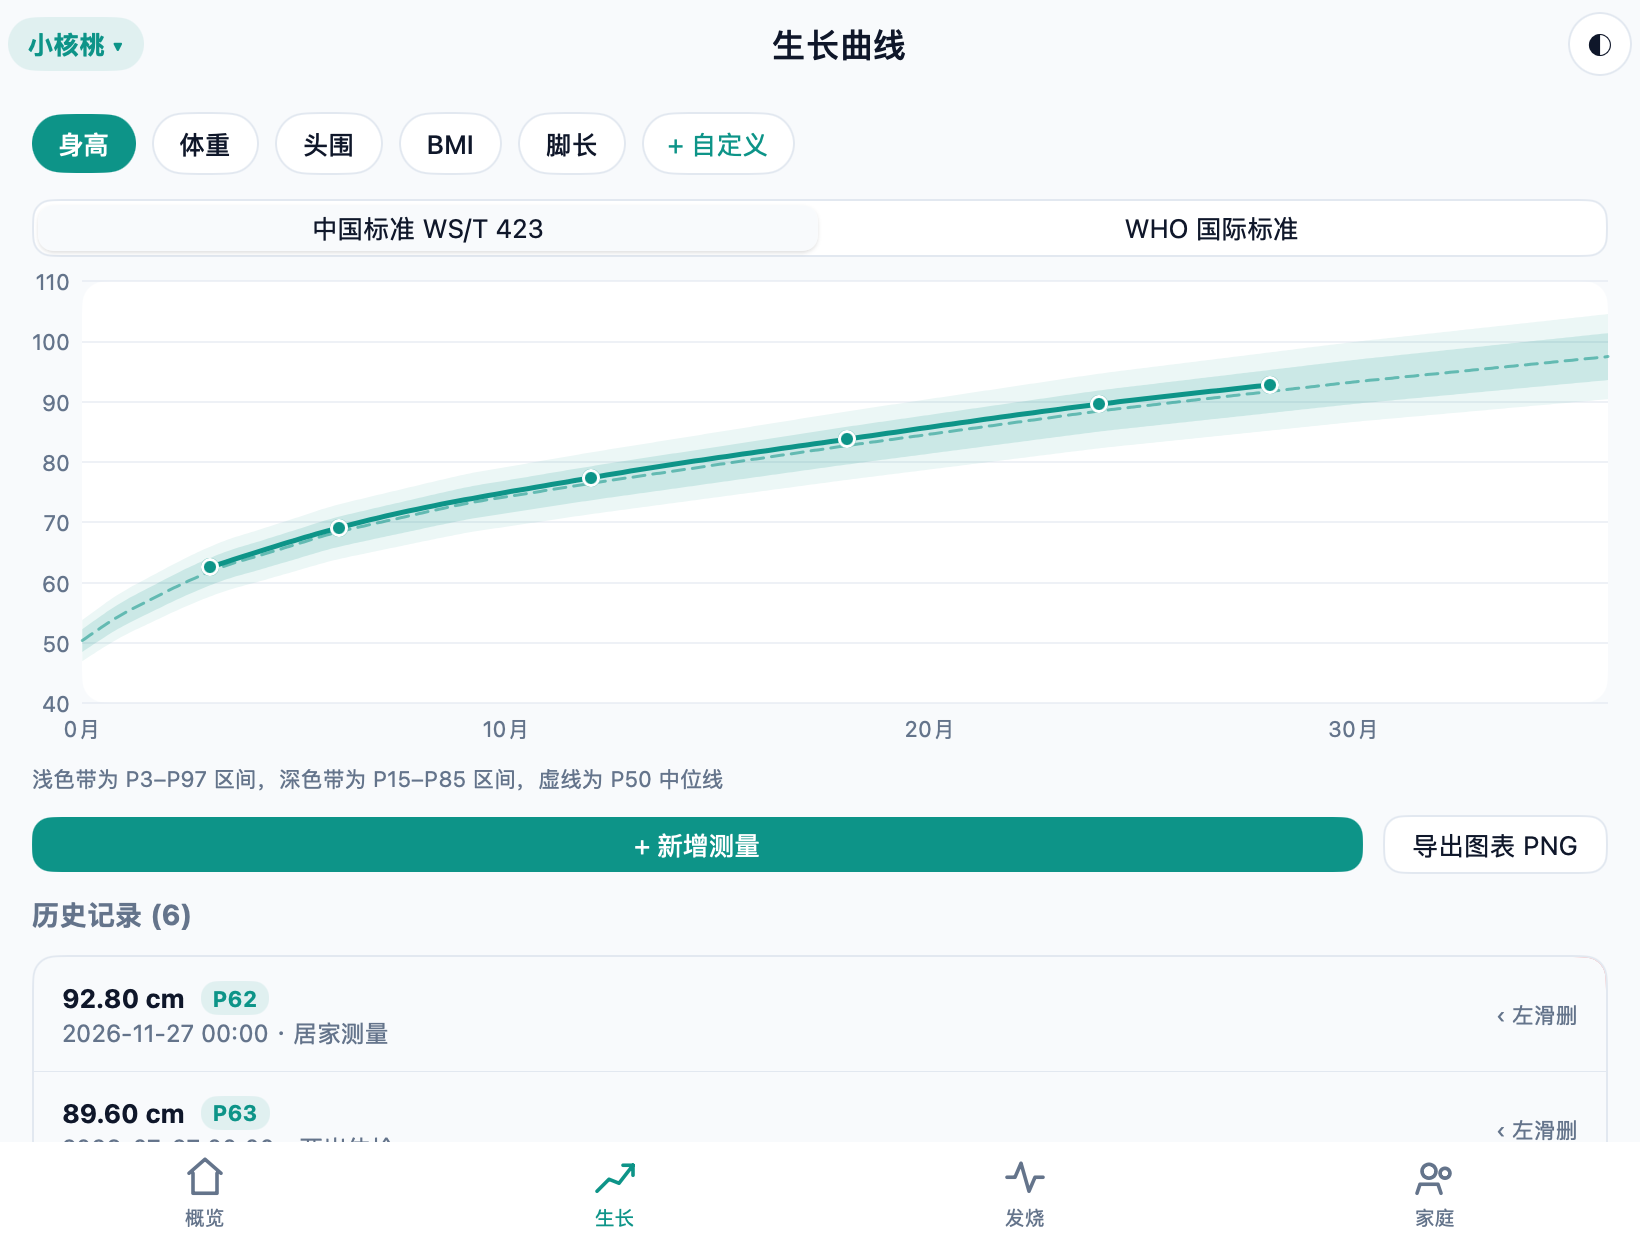 小核桃 ▾
生长曲线
身高
体重
头围
BMI
脚长
+ 自定义
中国标准 WS/T 423
WHO 国际标准
110
100
90
80
70
60
50
40
0月
10月
20月
30月
浅色带为 P3–P97 区间，深色带为 P15–P85 区间，虚线为 P50 中位线
+ 新增测量
导出图表 PNG
历史记录 (6)
92.80 cm P62
2026-11-27 00:00 · 居家测量
‹ 左滑删
89.60 cm P63
‹ 左滑删
概览
生长
发烧
家庭